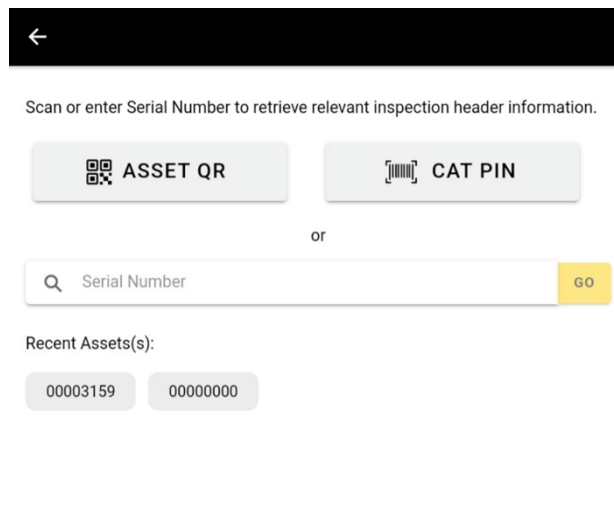 Scan or enter Serial Number to retrieve relevant inspection header information.
ASSET QR
CAT PIN
or
Serial Number
GO
Recent Assets(s):
00003159
00000000